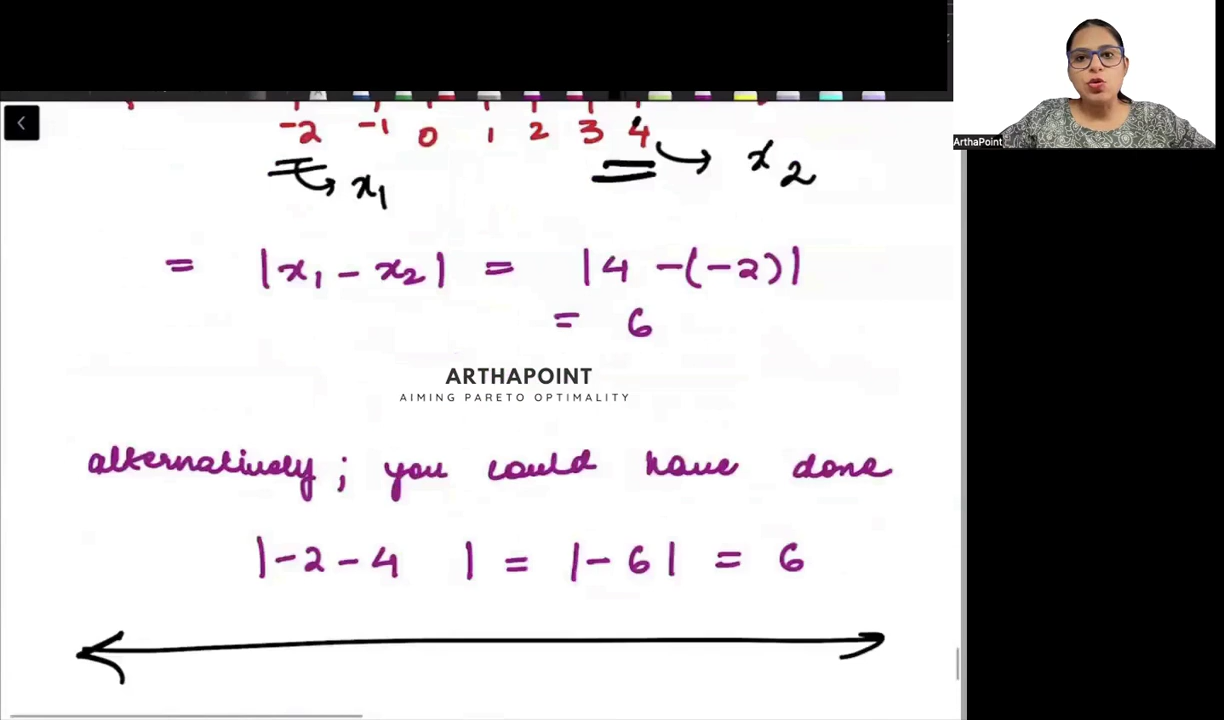 -2 -1 0 1 2 3 4
x₁ x₂
= |x₁ - x₂| = |4 -(-2)|
= 6
ARTHAPOINT
AIMING PARETO OPTIMALITY
alternatively; you could have done
|-2-4 | = |-6| = 6
ArthaPoint